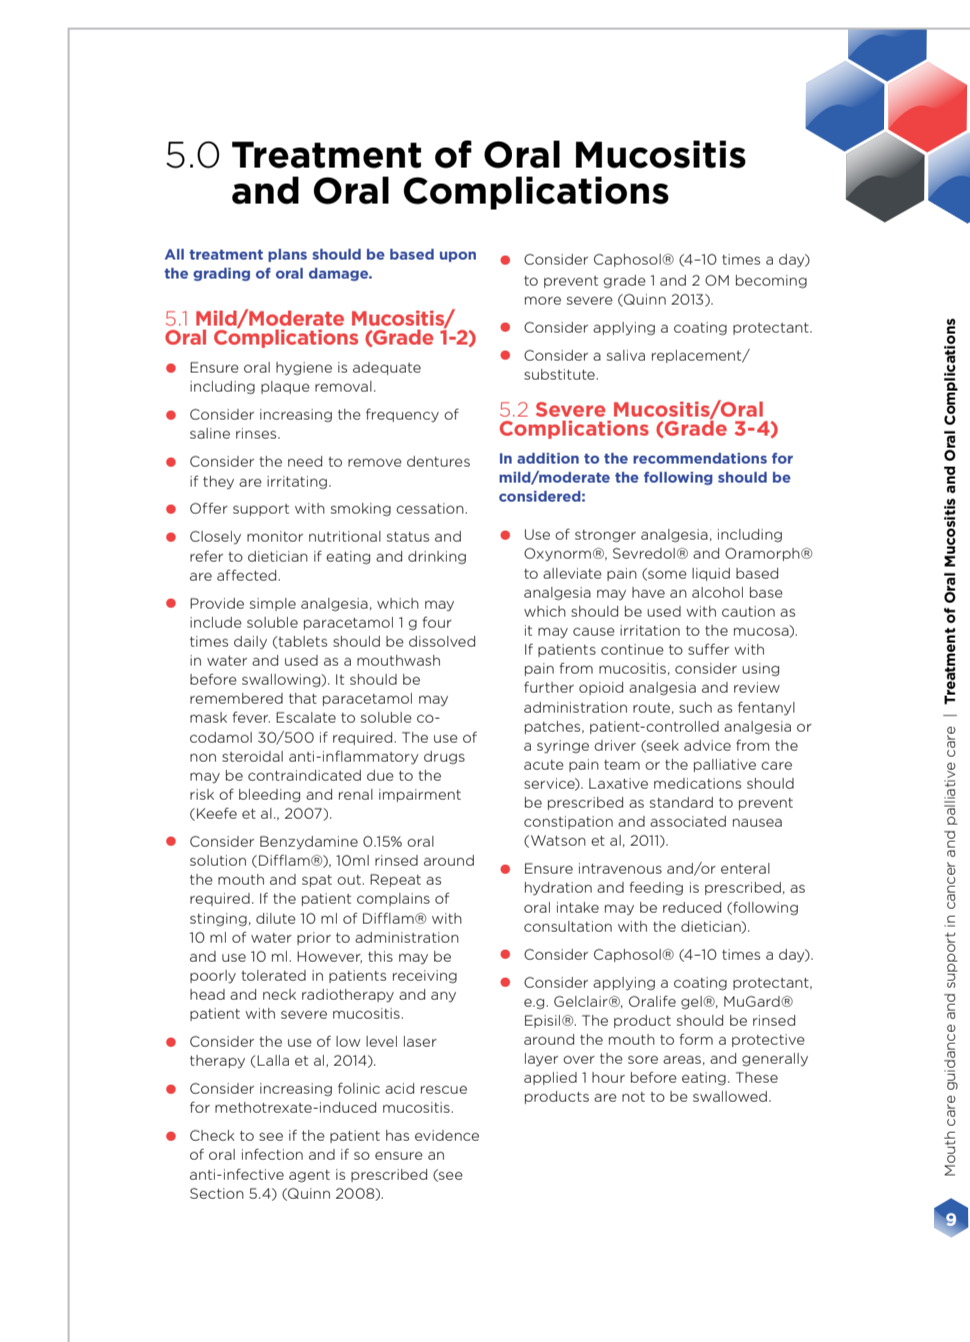 5.0 Treatment of Oral Mucositis
and Oral Complications
All treatment plans should be based upon
the grading of oral damage.
5.1 Mild/Moderate Mucositis/
Oral Complications (Grade 1-2)
● Ensure oral hygiene is adequate
including plaque removal.
● Consider increasing the frequency of
saline rinses.
● Consider the need to remove dentures
if they are irritating.
● Offer support with smoking cessation.
● Closely monitor nutritional status and
refer to dietician if eating and drinking
are affected.
● Provide simple analgesia, which may
include soluble paracetamol 1 g four
times daily (tablets should be dissolved
in water and used as a mouthwash
before swallowing). It should be
remembered that paracetamol may
mask fever. Escalate to soluble co-
codamol 30/500 if required. The use of
non steroidal anti-inflammatory drugs
may be contraindicated due to the
risk of bleeding and renal impairment
(Keefe et al., 2007).
● Consider Benzydamine 0.15% oral
solution (Difflam®), 10ml rinsed around
the mouth and spat out. Repeat as
required. If the patient complains of
stinging, dilute 10 ml of Difflam® with
10 ml of water prior to administration
and use 10 ml. However, this may be
poorly tolerated in patients receiving
head and neck radiotherapy and any
patient with severe mucositis.
● Consider the use of low level laser
therapy (Lalla et al, 2014).
● Consider increasing folinic acid rescue
for methotrexate-induced mucositis.
● Check to see if the patient has evidence
of oral infection and if so ensure an
anti-infective agent is prescribed (see
Section 5.4) (Quinn 2008).
● Consider Caphosol® (4–10 times a day)
to prevent grade 1 and 2 OM becoming
more severe (Quinn 2013).
● Consider applying a coating protectant.
● Consider a saliva replacement/
substitute.
5.2 Severe Mucositis/Oral
Complications (Grade 3-4)
In addition to the recommendations for
mild/moderate the following should be
considered:
● Use of stronger analgesia, including
Oxynorm®, Sevredol® and Oramorph®
to alleviate pain (some liquid based
analgesia may have an alcohol base
which should be used with caution as
it may cause irritation to the mucosa).
If patients continue to suffer with
pain from mucositis, consider using
further opioid analgesia and review
administration route, such as fentanyl
patches, patient-controlled analgesia or
a syringe driver (seek advice from the
acute pain team or the palliative care
service). Laxative medications should
be prescribed as standard to prevent
constipation and associated nausea
(Watson et al, 2011).
● Ensure intravenous and/or enteral
hydration and feeding is prescribed, as
oral intake may be reduced (following
consultation with the dietician).
● Consider Caphosol® (4–10 times a day).
● Consider applying a coating protectant,
e.g. Gelclair®, Oralife gel®, MuGard®
Episil®. The product should be rinsed
around the mouth to form a protective
layer over the sore areas, and generally
applied 1 hour before eating. These
products are not to be swallowed.
Mouth care guidance and support in cancer and palliative care | Treatment of Oral Mucositis and Oral Complications
9